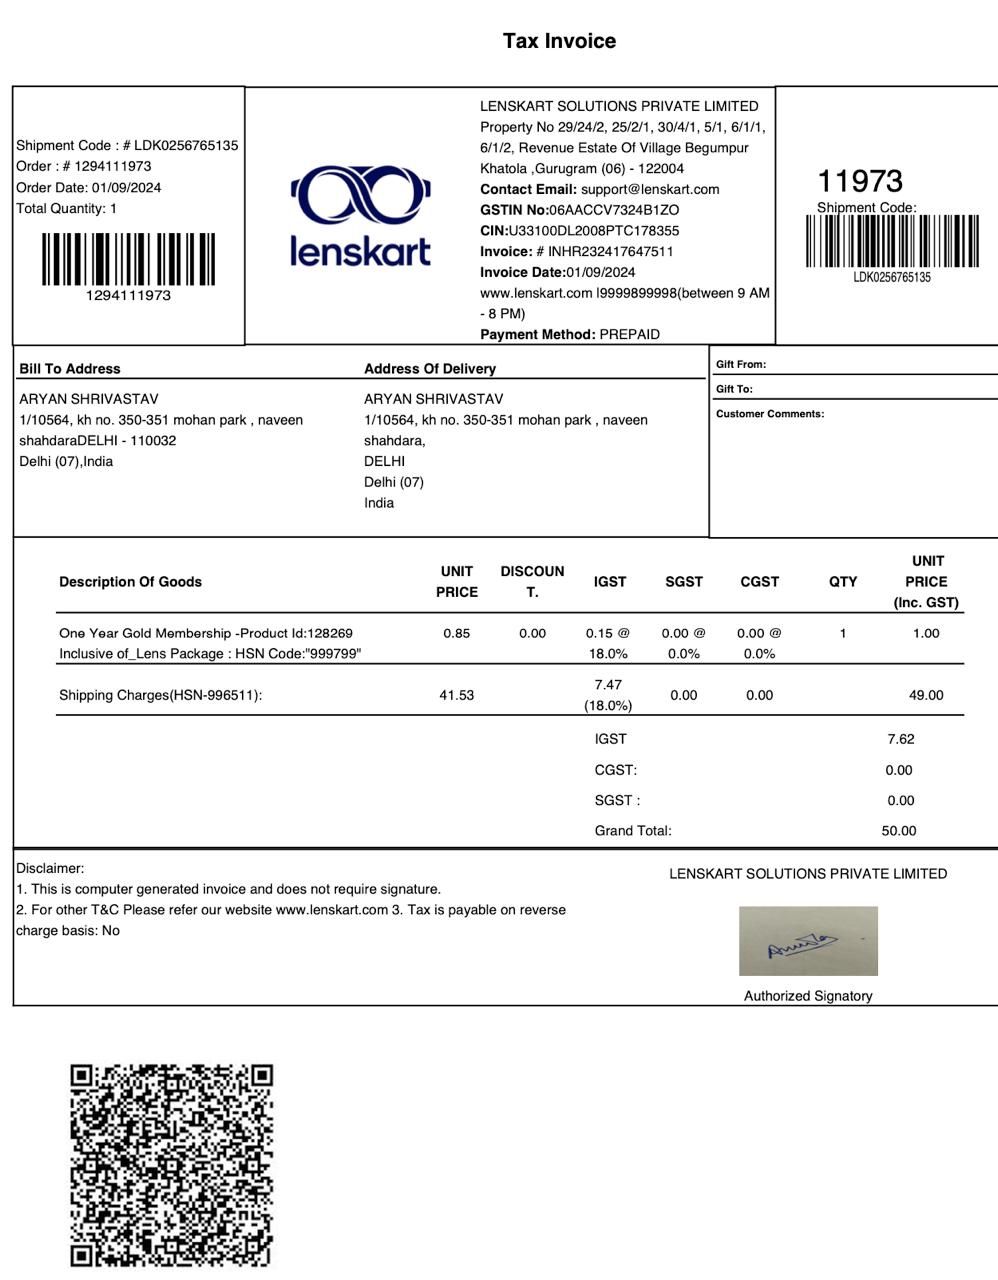 Tax Invoice
Shipment Code : # LDK0256765135
Order : # 1294111973
Order Date: 01/09/2024
Total Quantity: 1
1294111973
lenskart
LENSKART SOLUTIONS PRIVATE LIMITED
Property No 29/24/2, 25/2/1, 30/4/1, 5/1, 6/1/1,
6/1/2, Revenue Estate Of Village Begumpur
Khatola ,Gurugram (06) - 122004
Contact Email: support@lenskart.com
GSTIN No:06AACCV7324B1ZO
CIN:U33100DL2008PTC178355
Invoice: # INHR232417647511
Invoice Date:01/09/2024
www.lenskart.com l9999899998(between 9 AM
- 8 PM)
Payment Method: PREPAID
11973
Shipment Code:
LDK0256765135
Bill To Address
ARYAN SHRIVASTAV
1/10564, kh no. 350-351 mohan park , naveen
shahdaraDELHI - 110032
Delhi (07),India
Address Of Delivery
ARYAN SHRIVASTAV
1/10564, kh no. 350-351 mohan park , naveen
shahdara,
DELHI
Delhi (07)
India
Gift From:
Gift To:
Customer Comments:
Description Of Goods UNIT PRICE DISCOUN T. IGST SGST CGST QTY UNIT PRICE (Inc. GST)
One Year Gold Membership -Product Id:128269 0.85 0.00 0.15 @ 0.00 @ 0.00 @ 1 1.00
Inclusive of_Lens Package : HSN Code:"999799" 18.0% 0.0% 0.0%
Shipping Charges(HSN-996511): 41.53 7.47 (18.0%) 0.00 0.00 49.00
IGST 7.62
CGST: 0.00
SGST : 0.00
Grand Total: 50.00
Disclaimer:
1. This is computer generated invoice and does not require signature.
2. For other T&C Please refer our website www.lenskart.com 3. Tax is payable on reverse
charge basis: No
LENSKART SOLUTIONS PRIVATE LIMITED
Authorized Signatory